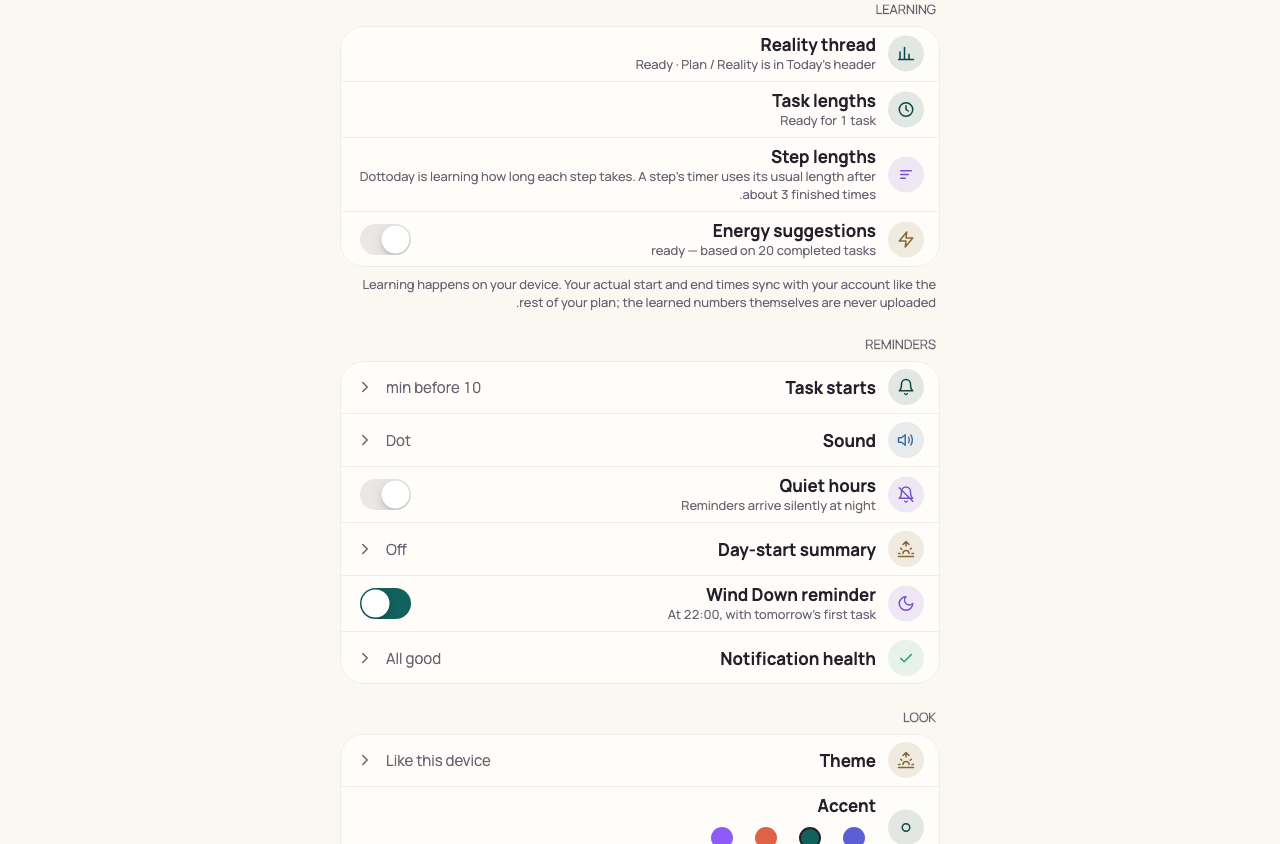 LEARNING
Reality thread
Ready · Plan / Reality is in Today's header
Task lengths
Ready for 1 task
Step lengths
Dottoday is learning how long each step takes. A step's timer uses its usual length after
.about 3 finished times
Energy suggestions
ready — based on 20 completed tasks
Learning happens on your device. Your actual start and end times sync with your account like the
.rest of your plan; the learned numbers themselves are never uploaded
REMINDERS
Task starts
min before 10
Sound
Dot
Quiet hours
Reminders arrive silently at night
Day-start summary
Off
Wind Down reminder
At 22:00, with tomorrow's first task
Notification health
All good
LOOK
Theme
Like this device
Accent